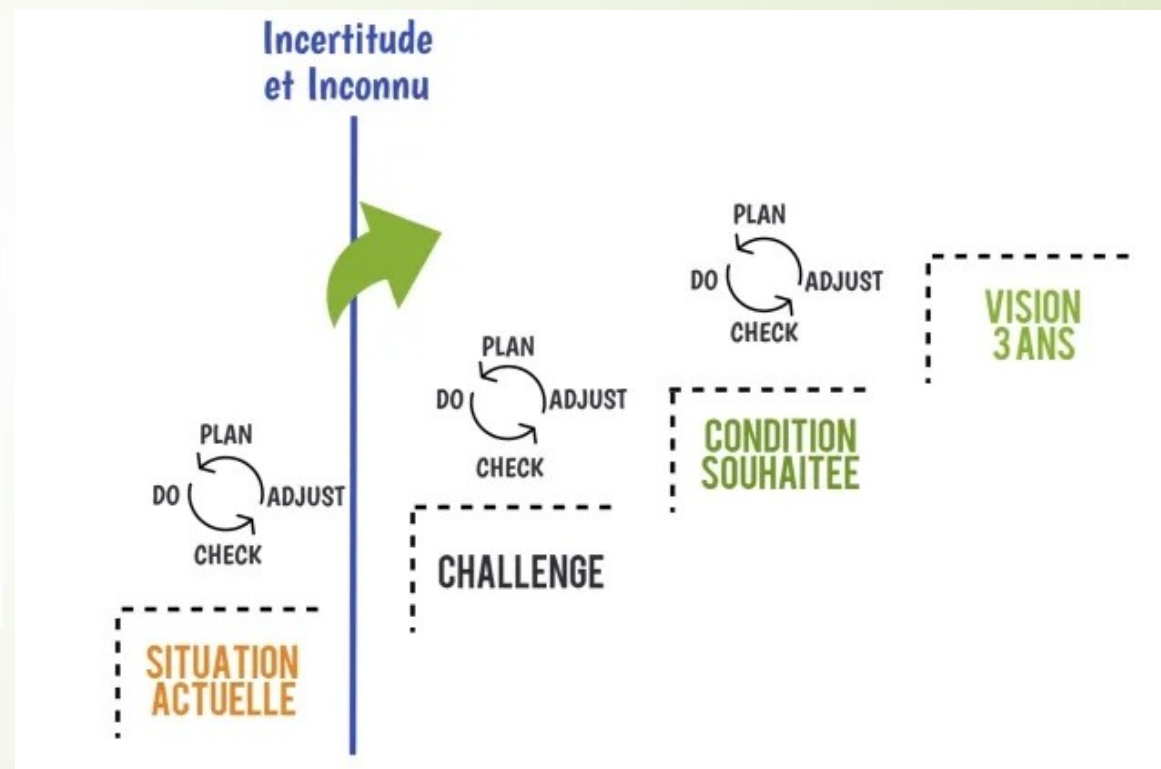 Incertitude
et Inconnu
PLAN
DO
ADJUST
CHECK
VISION
3 ANS
PLAN
DO
ADJUST
CHECK
CONDITION
SOUHAITEE
PLAN
DO
ADJUST
CHECK
CHALLENGE
SITUATION
ACTUELLE